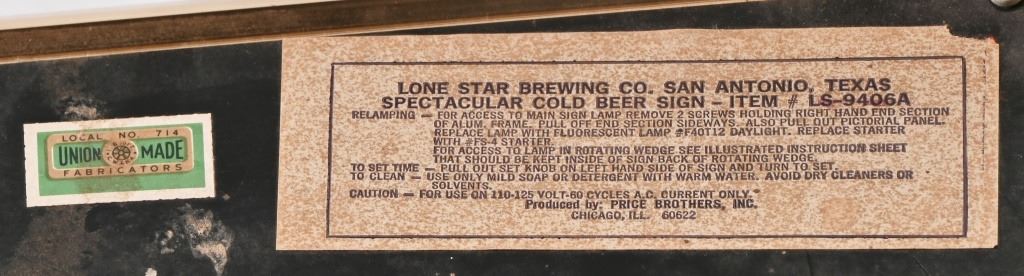 LOCAL NO. 714
UNION MADE
FABRICATORS
LONE STAR BREWING CO. SAN ANTONIO, TEXAS
SPECTACULAR COLD BEER SIGN – ITEM # LS-9406A
RELAMPING — FOR ACCESS TO MAIN SIGN LAMP REMOVE 2 SCREWS HOLDING RIGHT HAND END SECTION
OF ALUM. FRAME. PULL OFF END SECTION SIDEWAYS. ALSO PULL OUT PICTORIAL PANEL.
REPLACE LAMP WITH FLUORESCENT LAMP #F40T12 DAYLIGHT. REPLACE STARTER
WITH #FS-4 STARTER.
FOR ACCESS TO LAMP IN ROTATING WEDGE SEE ILLUSTRATED INSTRUCTION SHEET
THAT SHOULD BE KEPT INSIDE OF SIGN BACK OF ROTATING WEDGE.
TO SET TIME — PULL OUT SET KNOB ON LEFT HAND SIDE OF SIGN AND TURN TO SET.
TO CLEAN — USE ONLY MILD SOAP OR DETERGENT WITH WARM WATER. AVOID DRY CLEANERS OR
SOLVENTS.
CAUTION — FOR USE ON 110-125 VOLT-60 CYCLES A.C. CURRENT ONLY.
Produced by: PRICE BROTHERS, INC.
CHICAGO, ILL. 60622